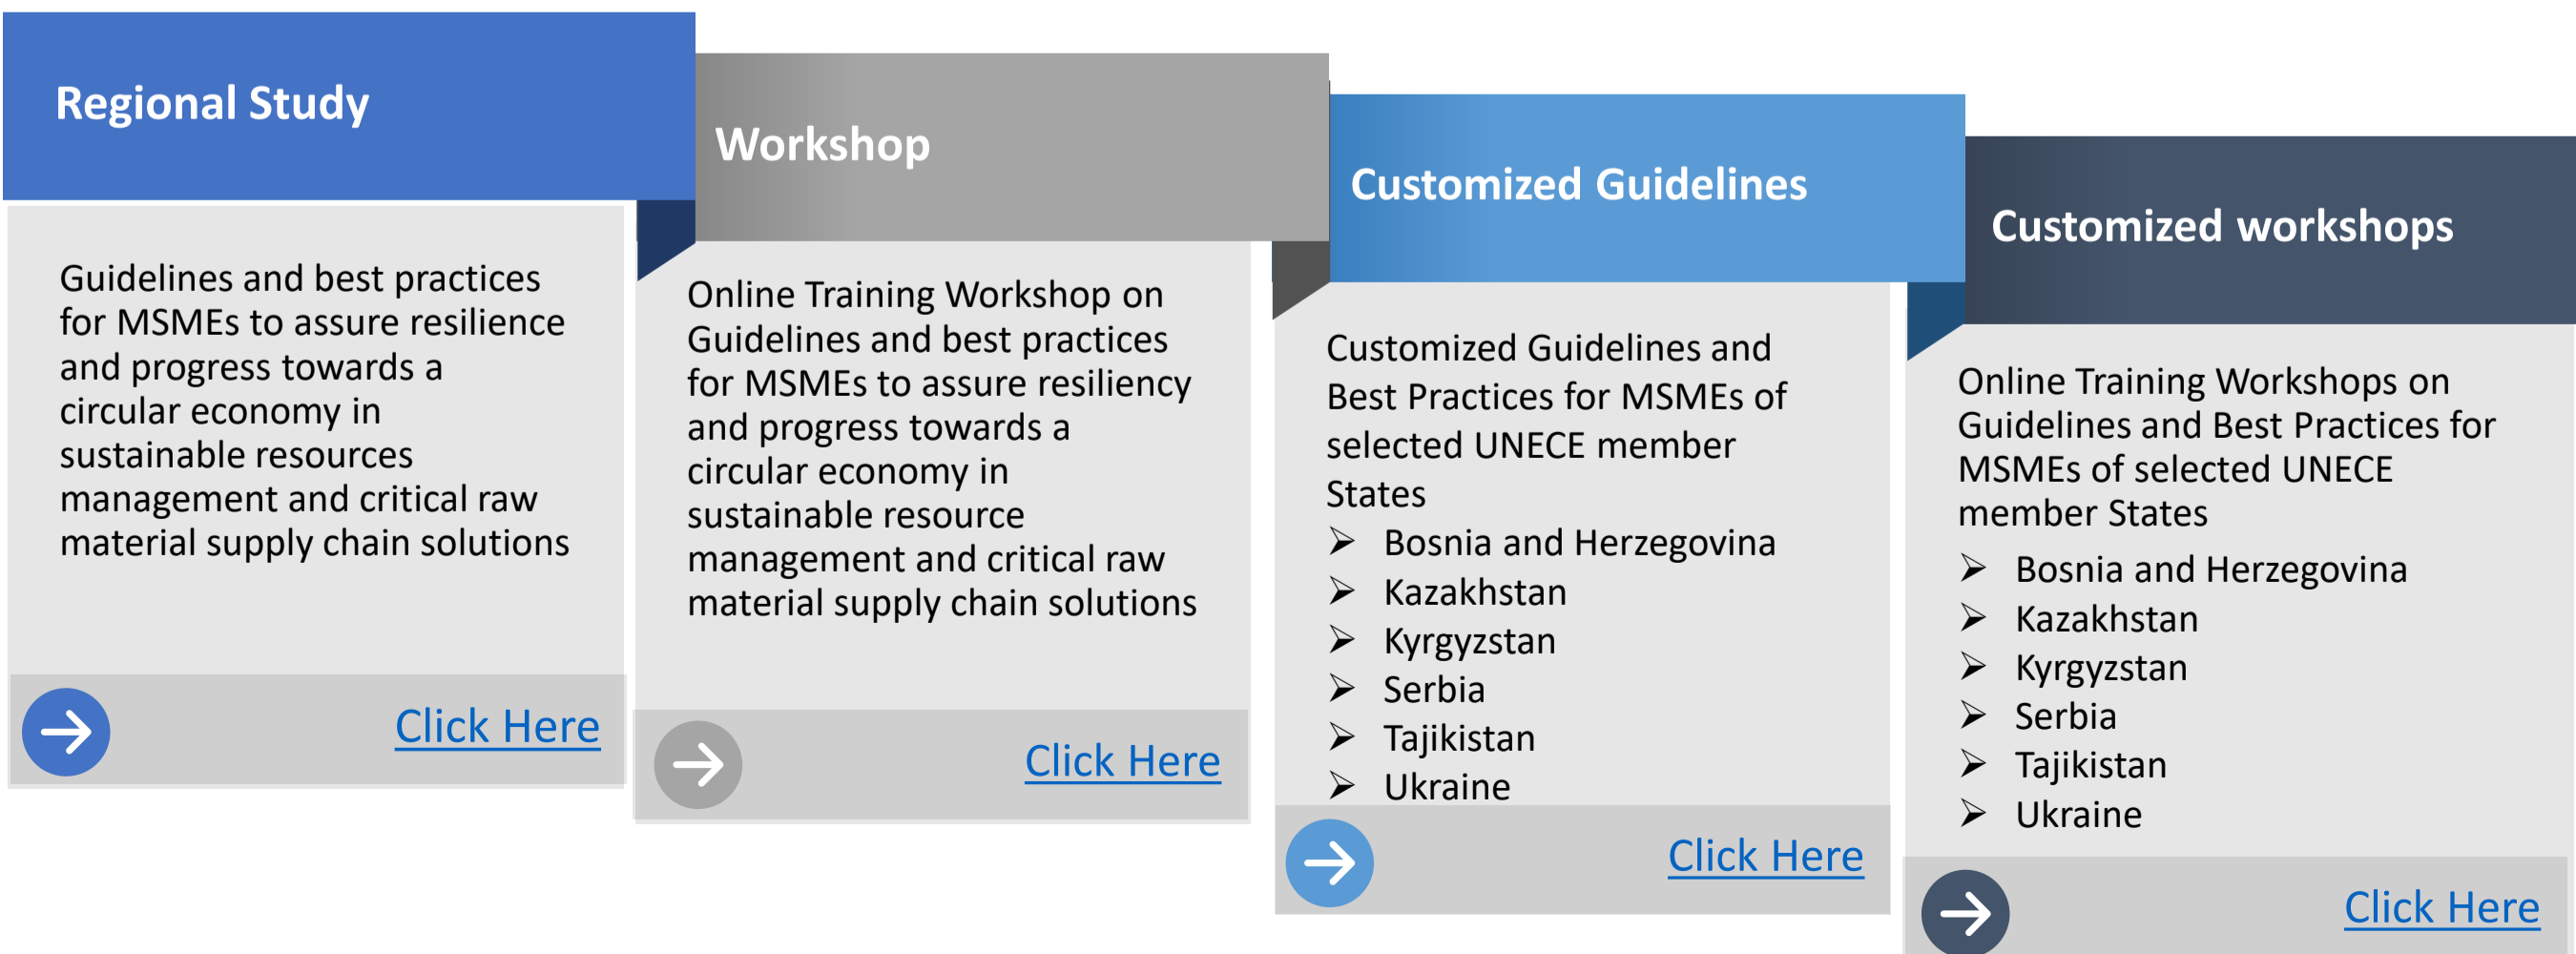 Regional Study
Guidelines and best practices
for MSMEs to assure resilience
and progress towards a
circular economy in
sustainable resources
management and critical raw
material supply chain solutions
Click Here
Workshop
Online Training Workshop on
Guidelines and best practices
for MSMEs to assure resiliency
and progress towards a
circular economy in
sustainable resource
management and critical raw
material supply chain solutions
Click Here
Customized Guidelines
Customized Guidelines and
Best Practices for MSMEs of
selected UNECE member
States
➢ Bosnia and Herzegovina
➢ Kazakhstan
➢ Kyrgyzstan
➢ Serbia
➢ Tajikistan
➢ Ukraine
Click Here
Customized workshops
Online Training Workshops on
Guidelines and Best Practices for
MSMEs of selected UNECE
member States
➢ Bosnia and Herzegovina
➢ Kazakhstan
➢ Kyrgyzstan
➢ Serbia
➢ Tajikistan
➢ Ukraine
Click Here